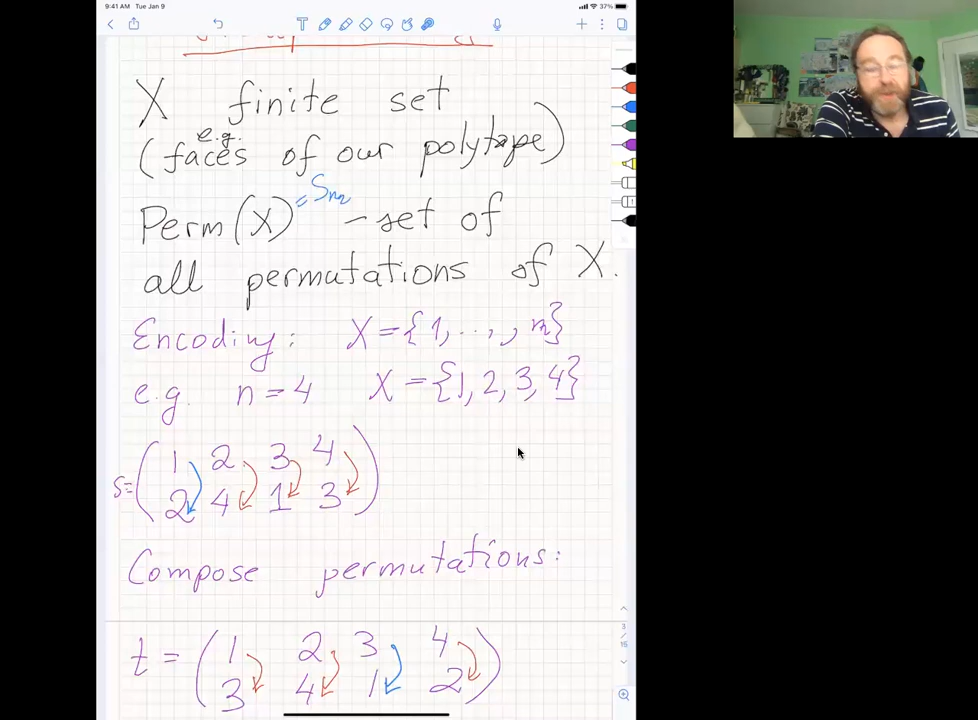 9:41 AM Tue Jan 9
37%
X finite set
e.g.
(faces of our polytope)
Perm(X) = Sn — set of
all permutations of X.
Encoding: X = {1, ..., n}
e.g. n = 4 X = {1, 2, 3, 4}
s = ( 1 2 3 4
2 4 1 3 )
Compose permutations:
t = ( 1 2 3 4
3 4 1 2 )
3/15